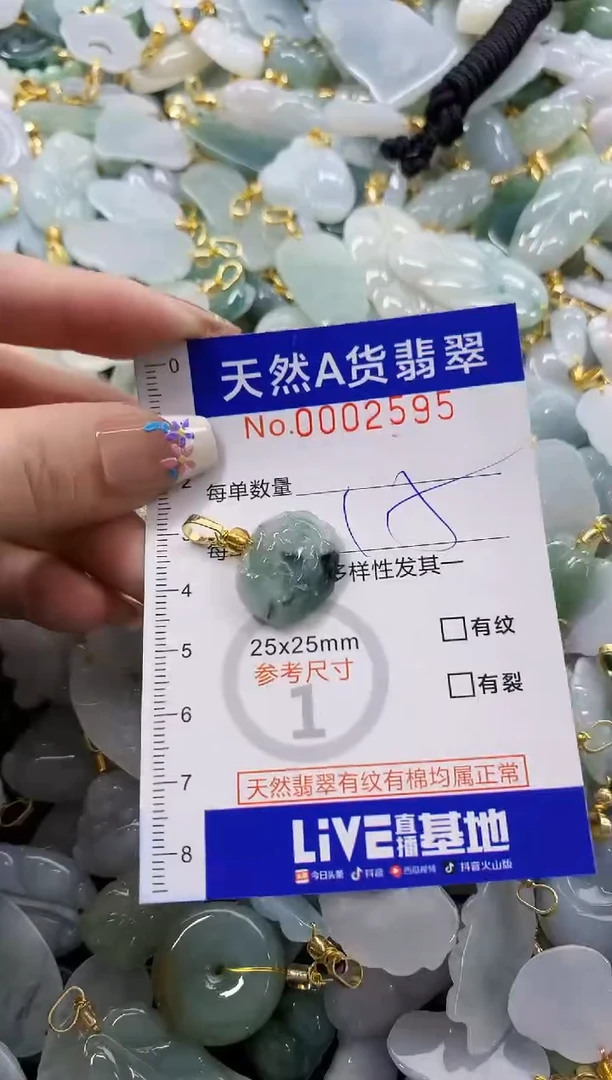 天然A货翡翠
No.0002595
0
2
每单数量 18
每 多样性发其一
4
25x25mm
5
□有纹
参考尺寸
□有裂
6
1
7
天然翡翠有纹有棉均属正常
LiVE直播基地
8
今日头条 抖音 西瓜视频 抖音火山版